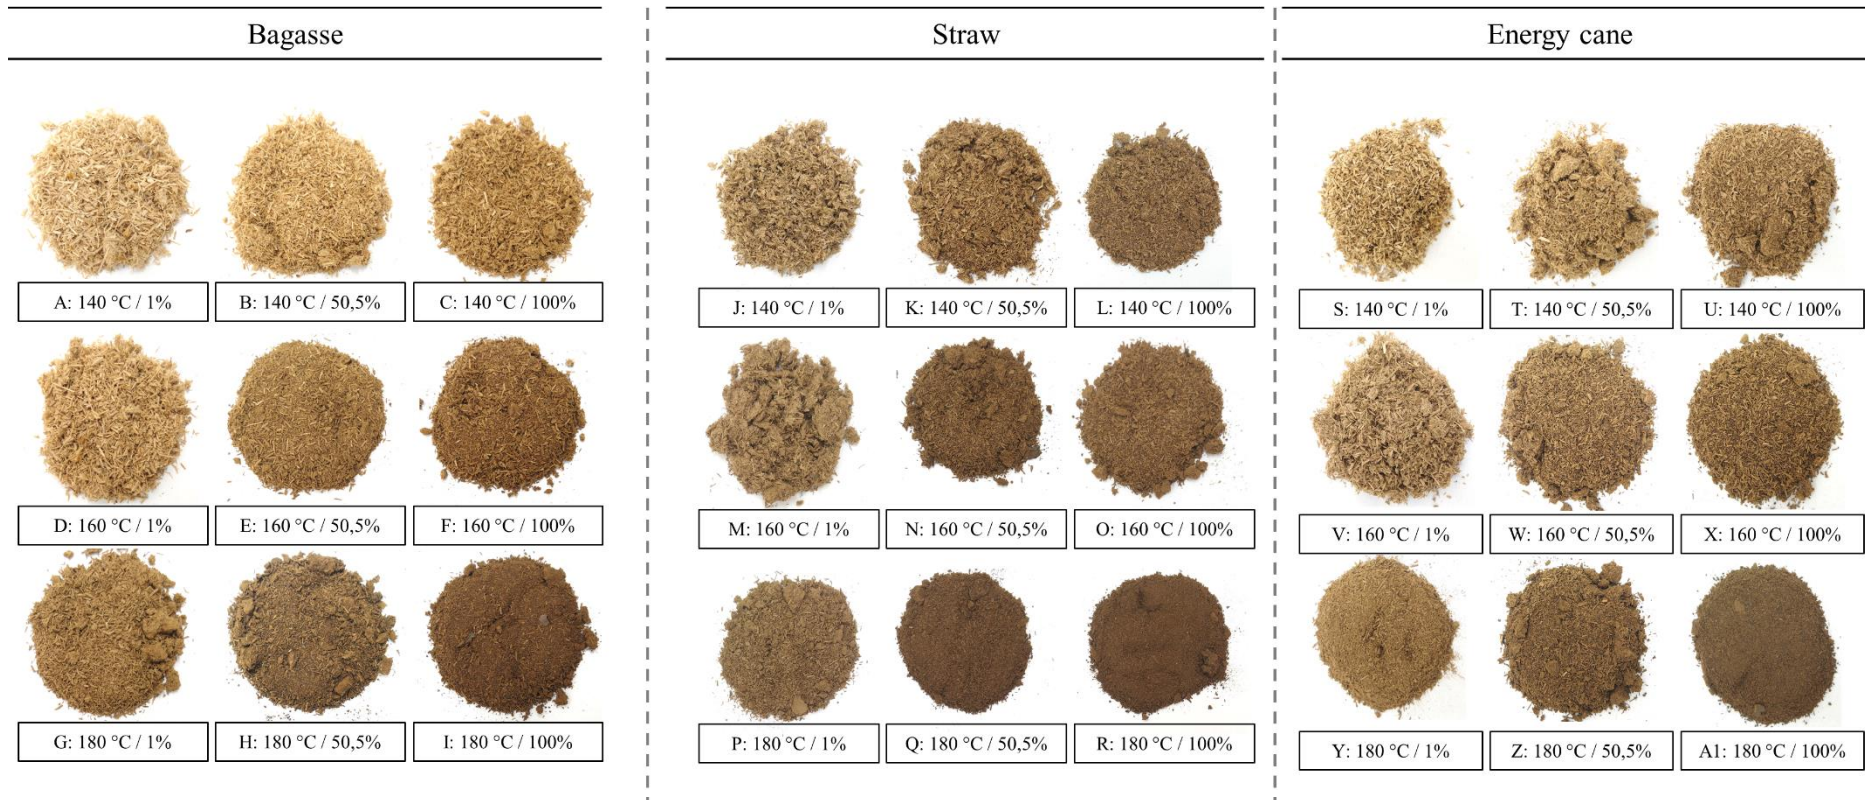 Bagasse
Straw
Energy cane
A: 140 °C / 1%
B: 140 °C / 50,5%
C: 140 °C / 100%
J: 140 °C / 1%
K: 140 °C / 50,5%
L: 140 °C / 100%
S: 140 °C / 1%
T: 140 °C / 50,5%
U: 140 °C / 100%
D: 160 °C / 1%
E: 160 °C / 50,5%
F: 160 °C / 100%
M: 160 °C / 1%
N: 160 °C / 50,5%
O: 160 °C / 100%
V: 160 °C / 1%
W: 160 °C / 50,5%
X: 160 °C / 100%
G: 180 °C / 1%
H: 180 °C / 50,5%
I: 180 °C / 100%
P: 180 °C / 1%
Q: 180 °C / 50,5%
R: 180 °C / 100%
Y: 180 °C / 1%
Z: 180 °C / 50,5%
A1: 180 °C / 100%